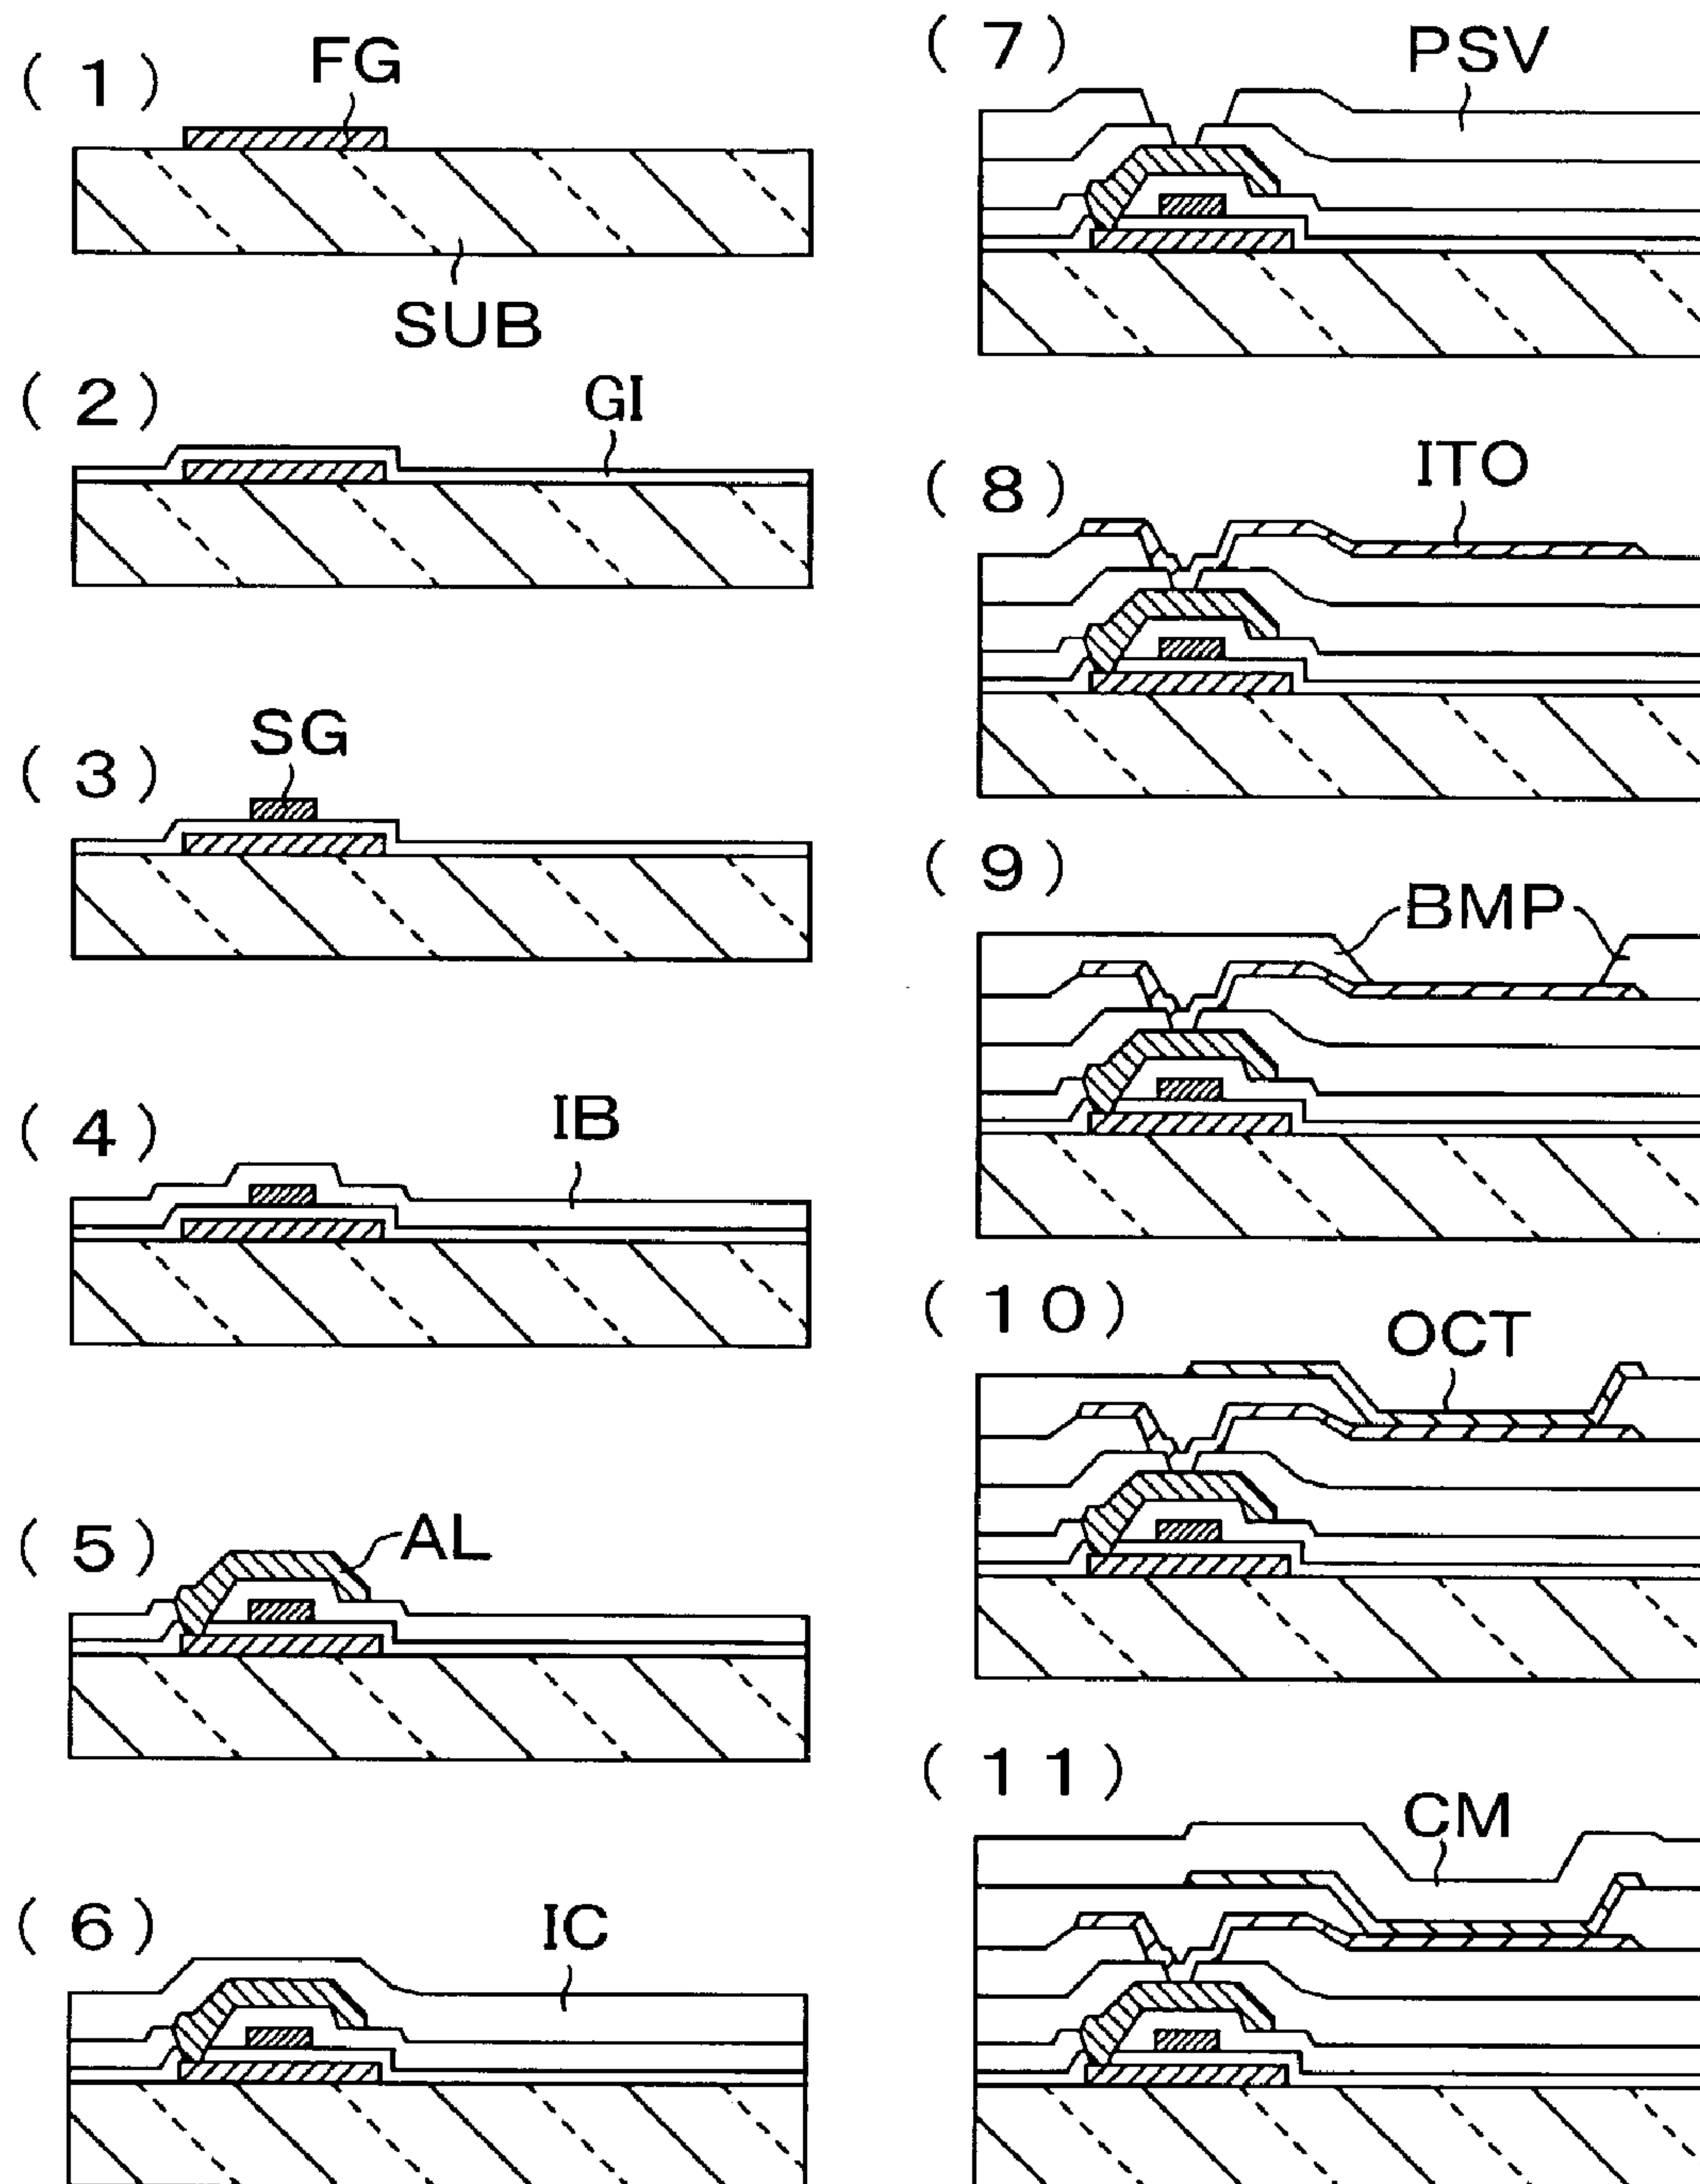 ( 1 )
FG
SUB
( 2 )
GI
( 3 )
SG
( 4 )
IB
( 5 )
AL
( 6 )
IC
( 7 )
PSV
( 8 )
ITO
( 9 )
BMP
( 10 )
OCT
( 11 )
CM